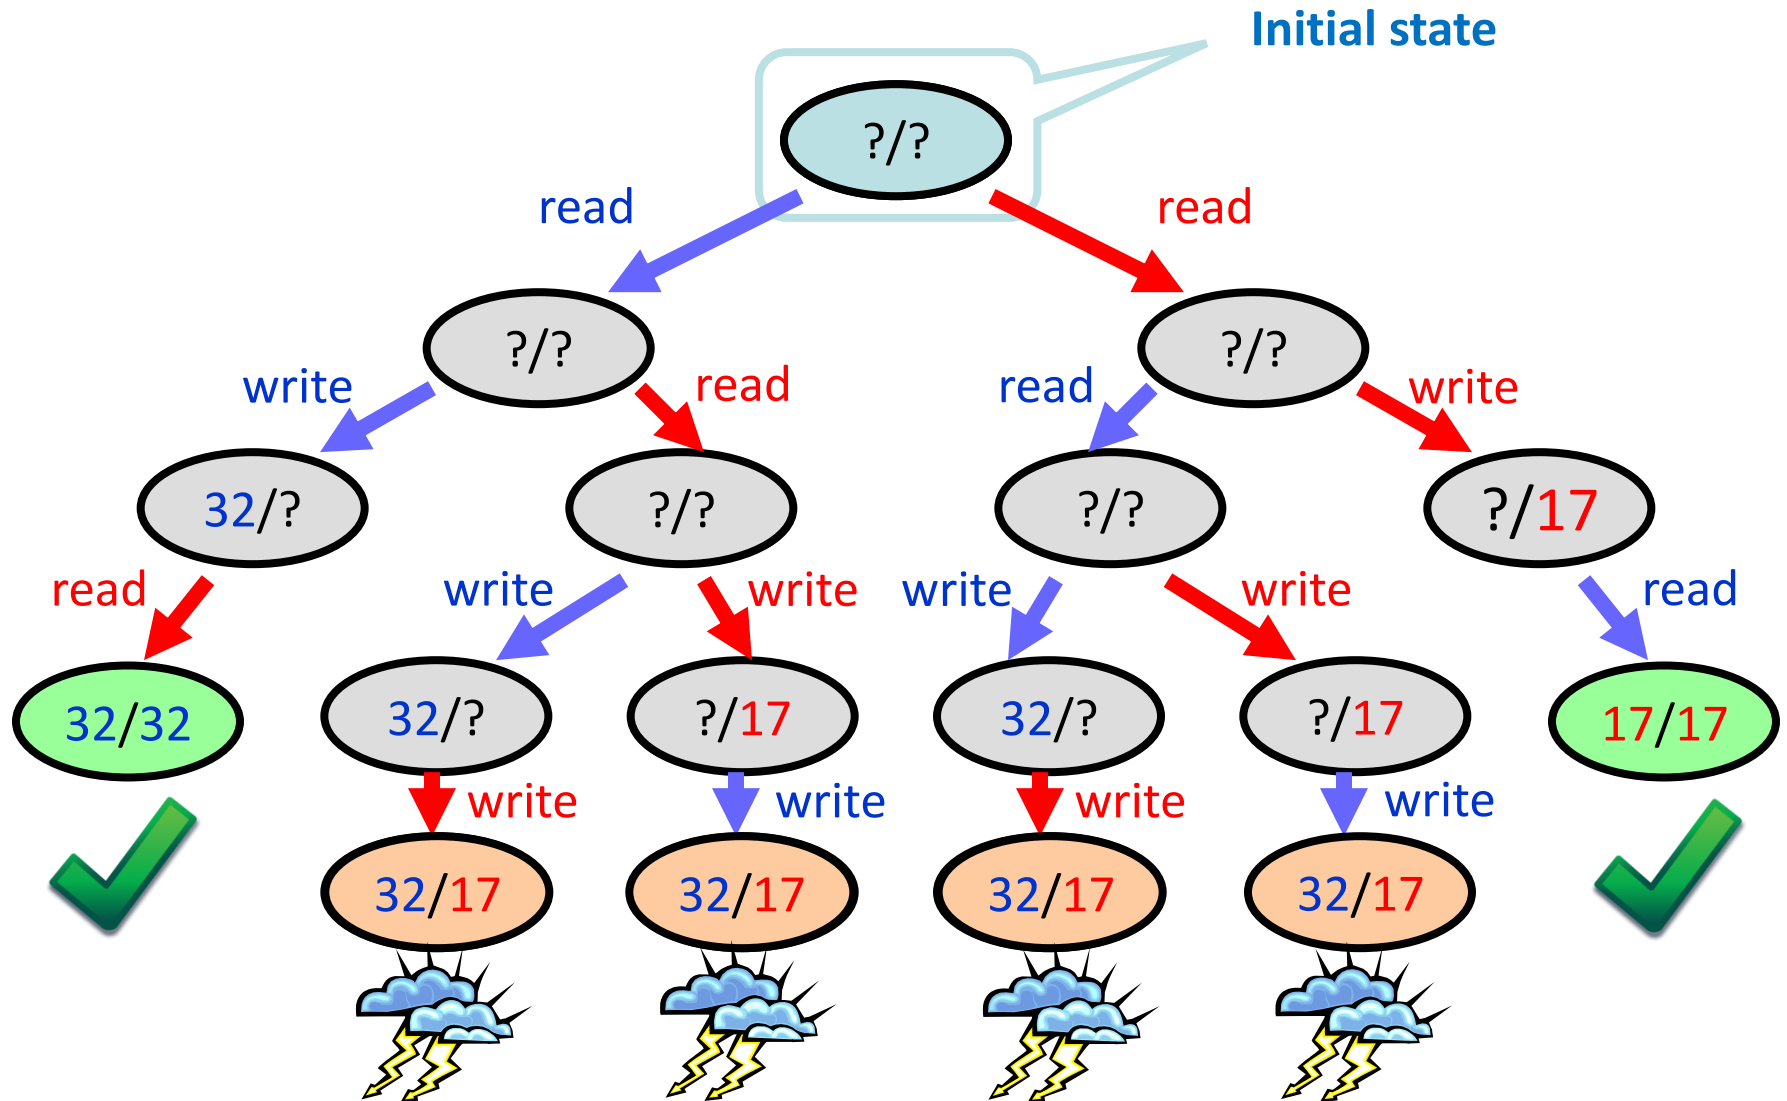 Initial state
?/?
read read
?/? ?/?
write read read write
32/? ?/? ?/? ?/17
read write write write write read
32/32 32/? ?/17 32/? ?/17 17/17
write write write write
32/17 32/17 32/17 32/17